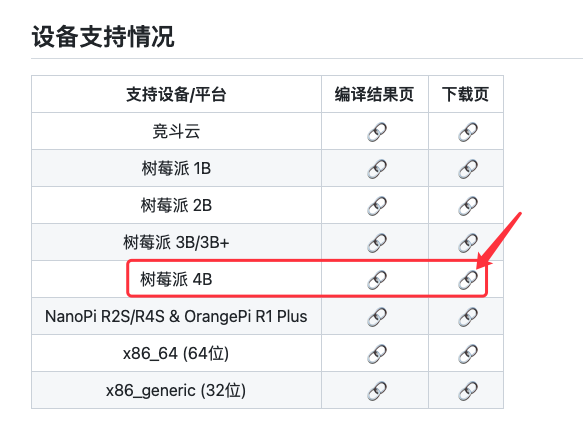 设备支持情况
支持设备/平台 编译结果页 下载页
竞斗云
树莓派 1B
树莓派 2B
树莓派 3B/3B+
树莓派 4B
NanoPi R2S/R4S & OrangePi R1 Plus
x86_64 (64位)
x86_generic (32位)